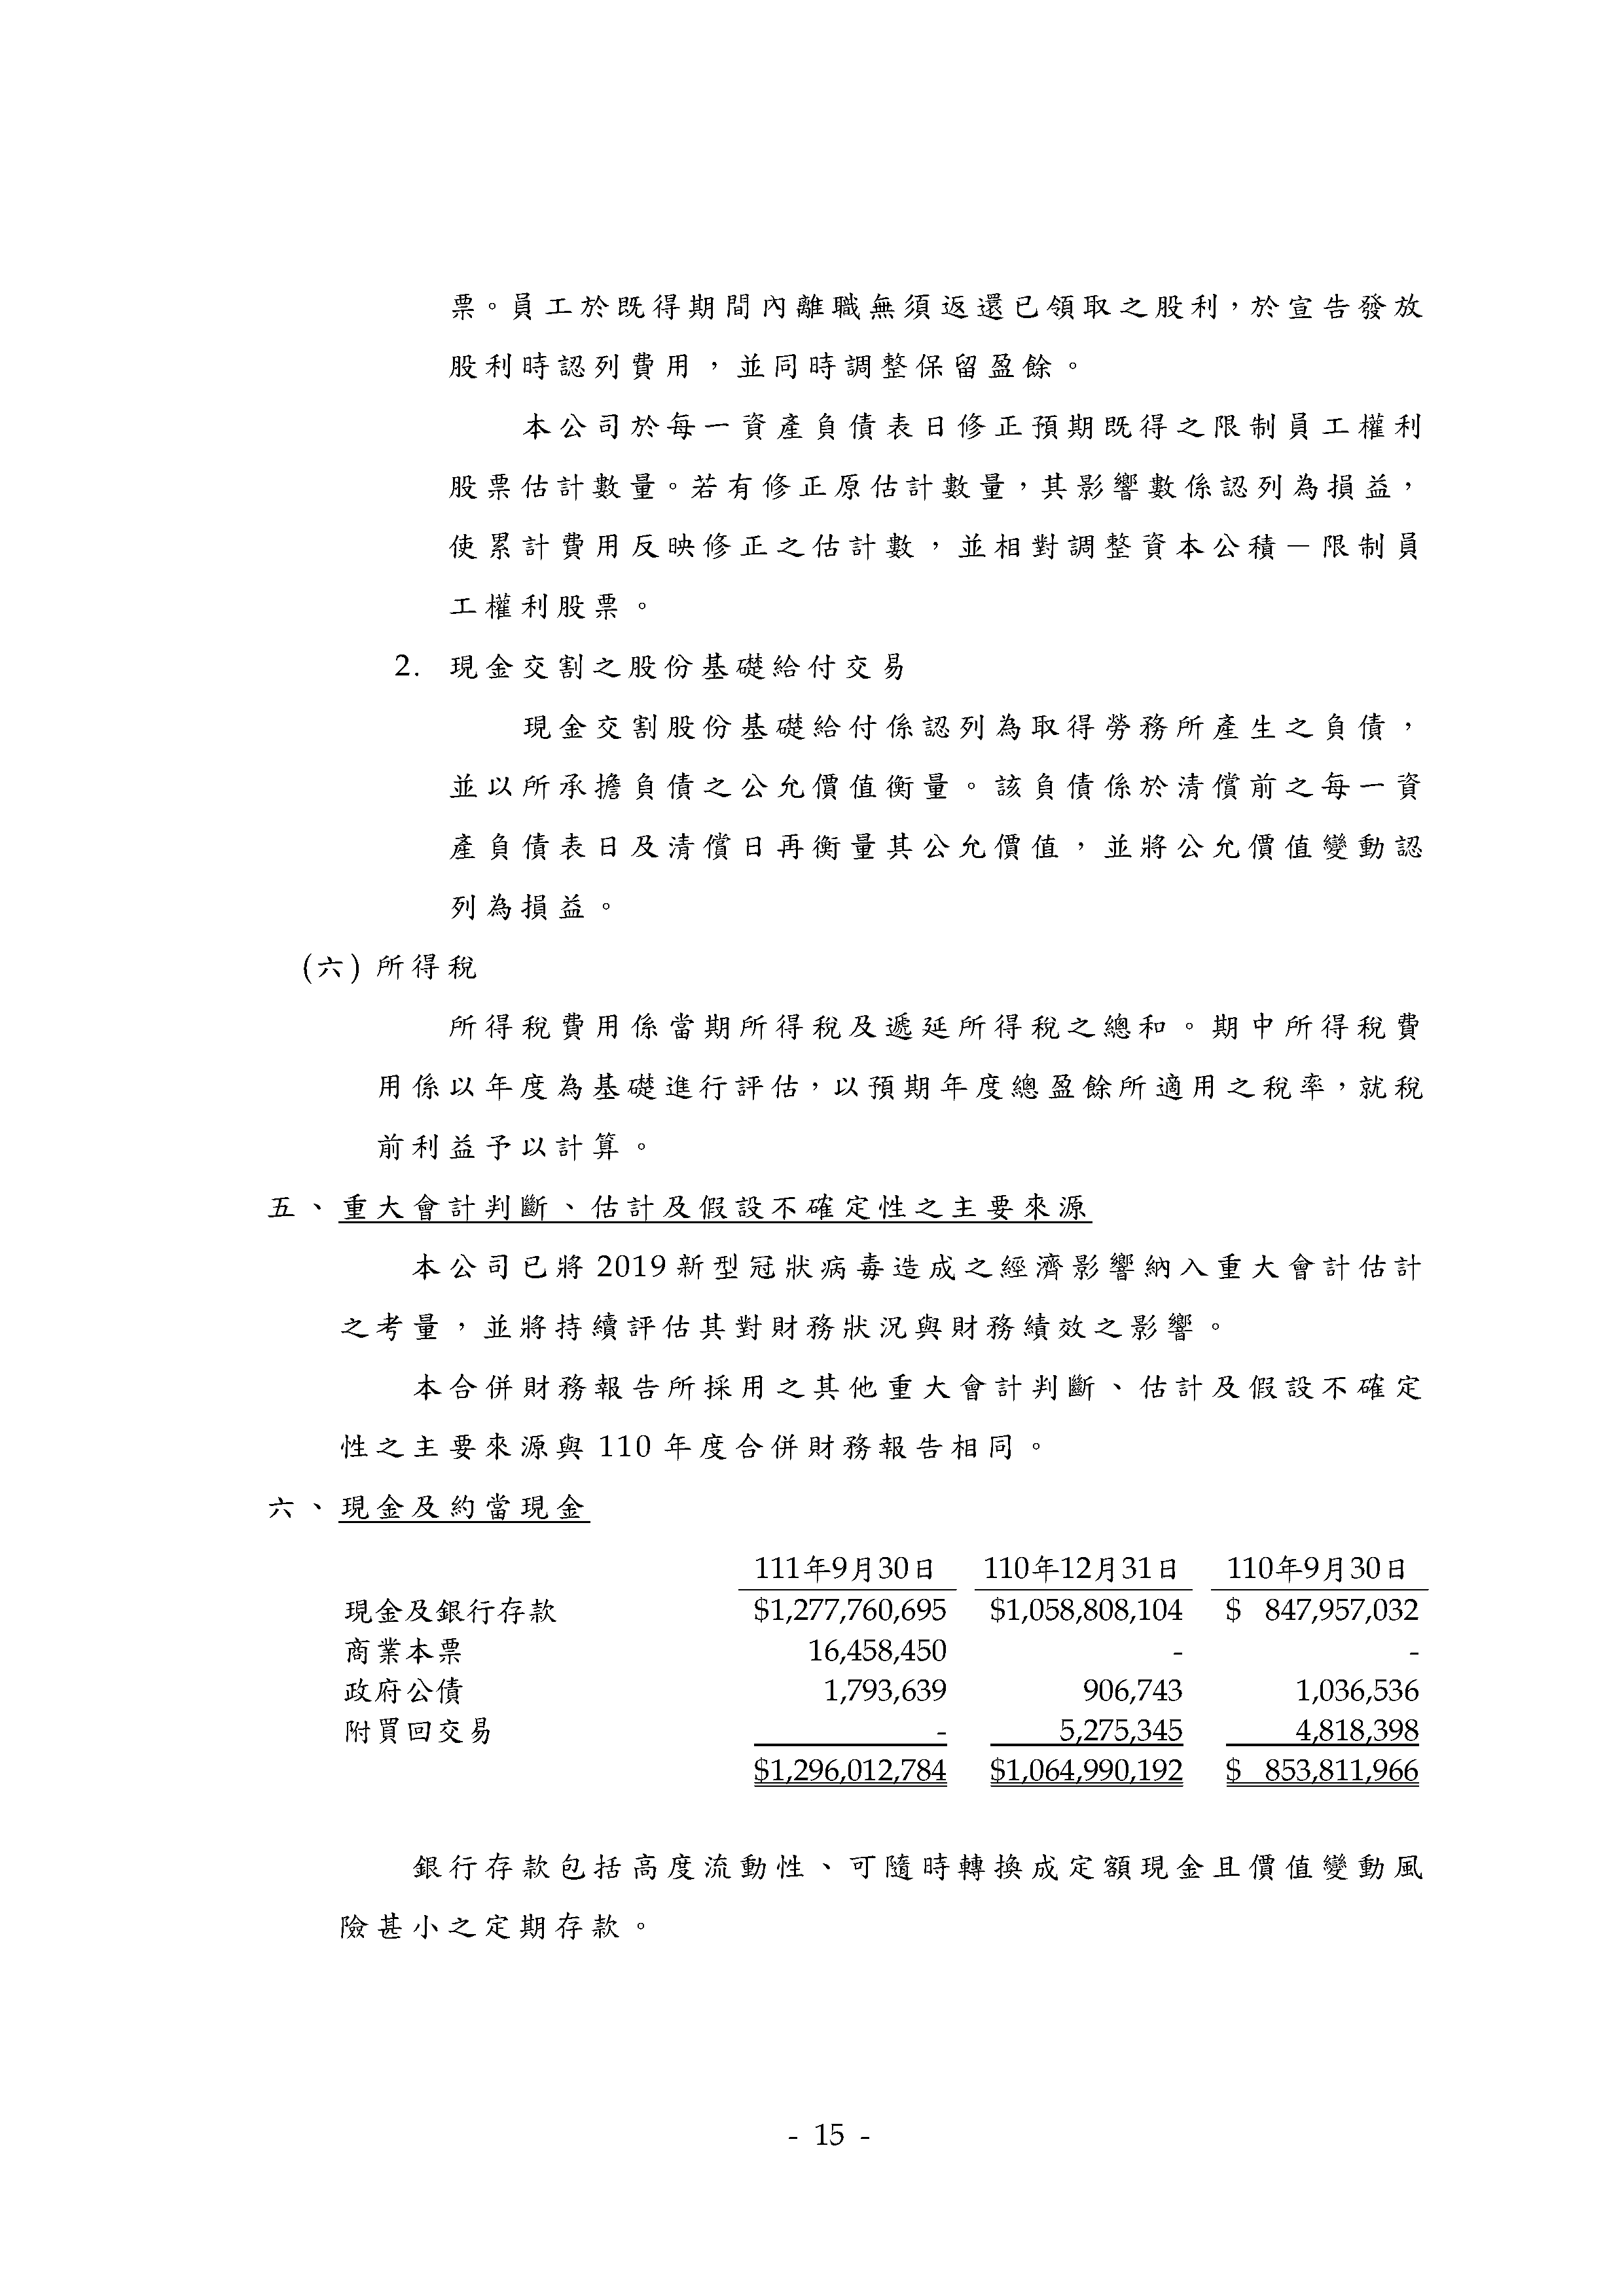 票。員工於既得期間內離職無須返還已領取之股利，於宣告發放
股利時認列費用，並同時調整保留盈餘。
本公司於每一資產負債表日修正預期既得之限制員工權利
股票估計數量。若有修正原估計數量，其影響數係認列為損益，
使累計費用反映修正之估計數，並相對調整資本公積－限制員
工權利股票。
2. 現金交割之股份基礎給付交易
現金交割股份基礎給付係認列為取得勞務所產生之負債，
並以所承擔負債之公允價值衡量。該負債係於清償前之每一資
產負債表日及清償日再衡量其公允價值，並將公允價值變動認
列為損益。
(六) 所得稅
所得稅費用係當期所得稅及遞延所得稅之總和。期中所得稅費
用係以年度為基礎進行評估，以預期年度總盈餘所適用之稅率，就稅
前利益予以計算。
五、重大會計判斷、估計及假設不確定性之主要來源
本公司已將 2019 新型冠狀病毒造成之經濟影響納入重大會計估計
之考量，並將持續評估其對財務狀況與財務績效之影響。
本合併財務報告所採用之其他重大會計判斷、估計及假設不確定
性之主要來源與 110 年度合併財務報告相同。
六、現金及約當現金
111年9月30日 110年12月31日 110年9月30日
現金及銀行存款 $1,277,760,695 $1,058,808,104 $ 847,957,032
商業本票 16,458,450 - -
政府公債 1,793,639 906,743 1,036,536
附買回交易 - 5,275,345 4,818,398
$1,296,012,784 $1,064,990,192 $ 853,811,966
銀行存款包括高度流動性、可隨時轉換成定額現金且價值變動風
險甚小之定期存款。
- 15 -